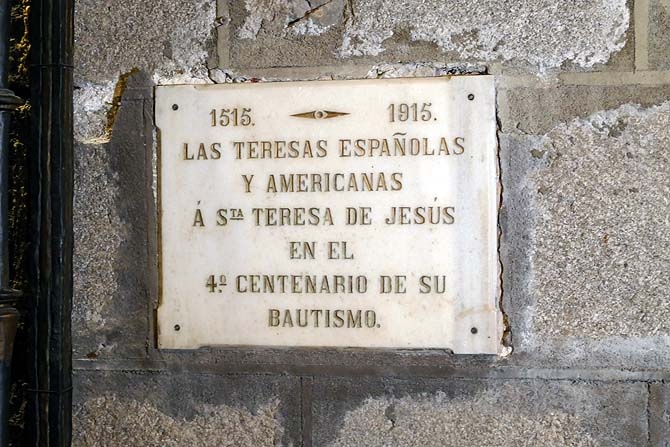 1515. 1915.
LAS TERESAS ESPAÑOLAS
Y AMERICANAS
Á Sᵀᴬ TERESA DE JESÚS
EN EL
4º CENTENARIO DE SU
BAUTISMO.